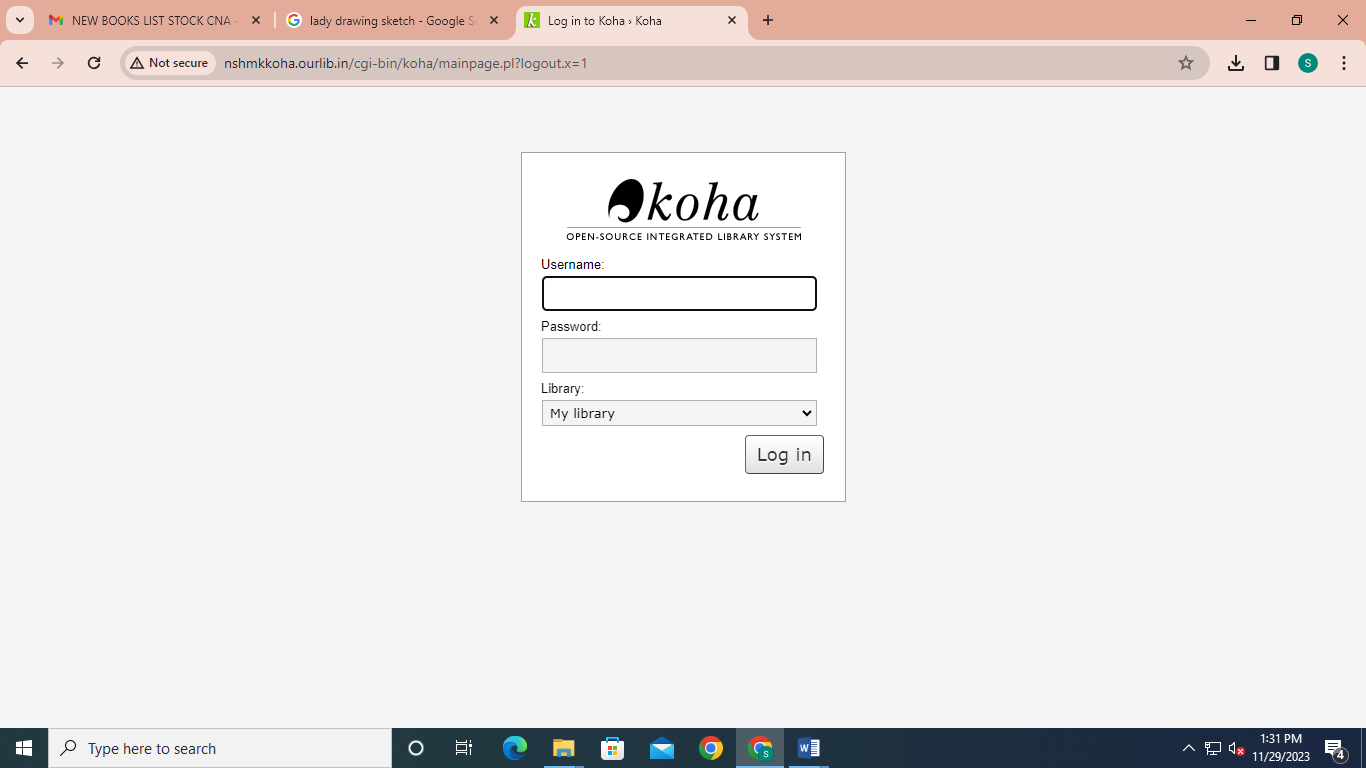 NEW BOOKS LIST STOCK CNA -
lady drawing sketch - Google Se
Log in to Koha › Koha
Not secure
nshmkkoha.ourlib.in/cgi-bin/koha/mainpage.pl?logout.x=1
S
koha
OPEN-SOURCE INTEGRATED LIBRARY SYSTEM
Username:
Password:
Library:
My library
Log in
Type here to search
S
W
1:31 PM
11/29/2023
4